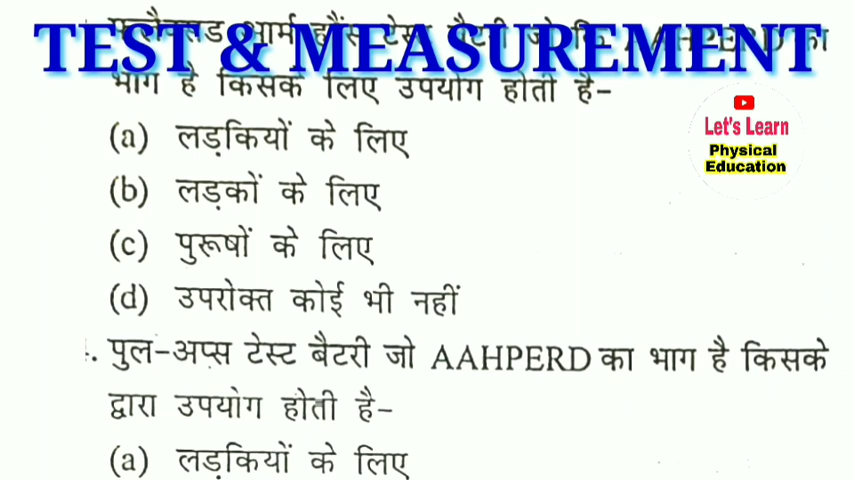 TEST & MEASUREMENT
भाग है किसके लिए उपयोग होती है-
(a) लड़कियों के लिए
(b) लड़कों के लिए
(c) पुरूषों के लिए
(d) उपरोक्त कोई भी नहीं
. पुल-अप्स टेस्ट बैटरी जो AAHPERD का भाग है किसके
द्वारा उपयोग होती है-
(a) लड़कियों के लिए
Let's Learn
Physical
Education